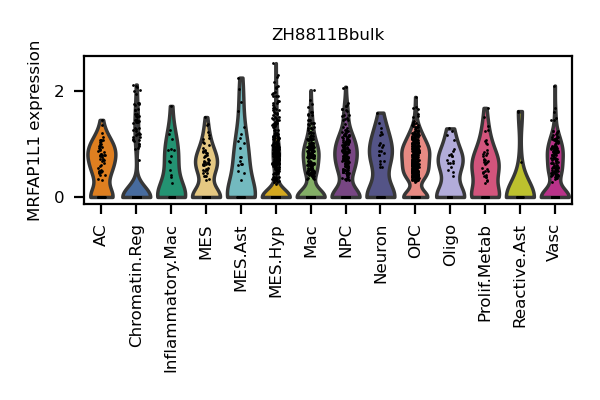 ZH8811Bbulk
MRFAP1L1 expression
2
0
AC
Chromatin.Reg
Inflammatory.Mac
MES
MES.Ast
MES.Hyp
Mac
NPC
Neuron
OPC
Oligo
Prolif.Metab
Reactive.Ast
Vasc